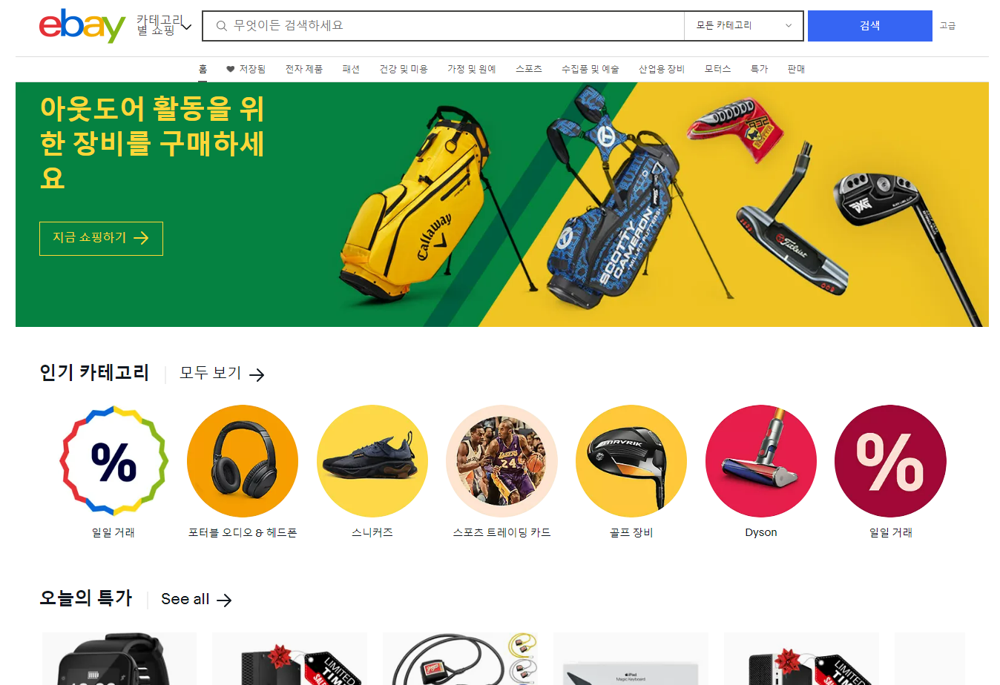 ebay
카테고리
별 쇼핑
무엇이든 검색하세요
모든 카테고리
검색
고급
홈
저장됨
전자 제품
패션
건강 및 미용
가정 및 원예
스포츠
수집품 및 예술
산업용 장비
모터스
특가
판매
아웃도어 활동을 위
한 장비를 구매하세
요
지금 쇼핑하기
Callaway
SCOTTY
CAMERON
MILLED PUTTERS
Titleist
PXG
인기 카테고리
모두 보기
%
MAVRIK
LAKERS
24
%
일일 거래
포터블 오디오 & 헤드폰
스니커즈
스포츠 트레이딩 카드
골프 장비
Dyson
일일 거래
오늘의 특가
See all
LIMITED
TIME
SALE
iPad
Magic Keyboard
LIMITED
TIME